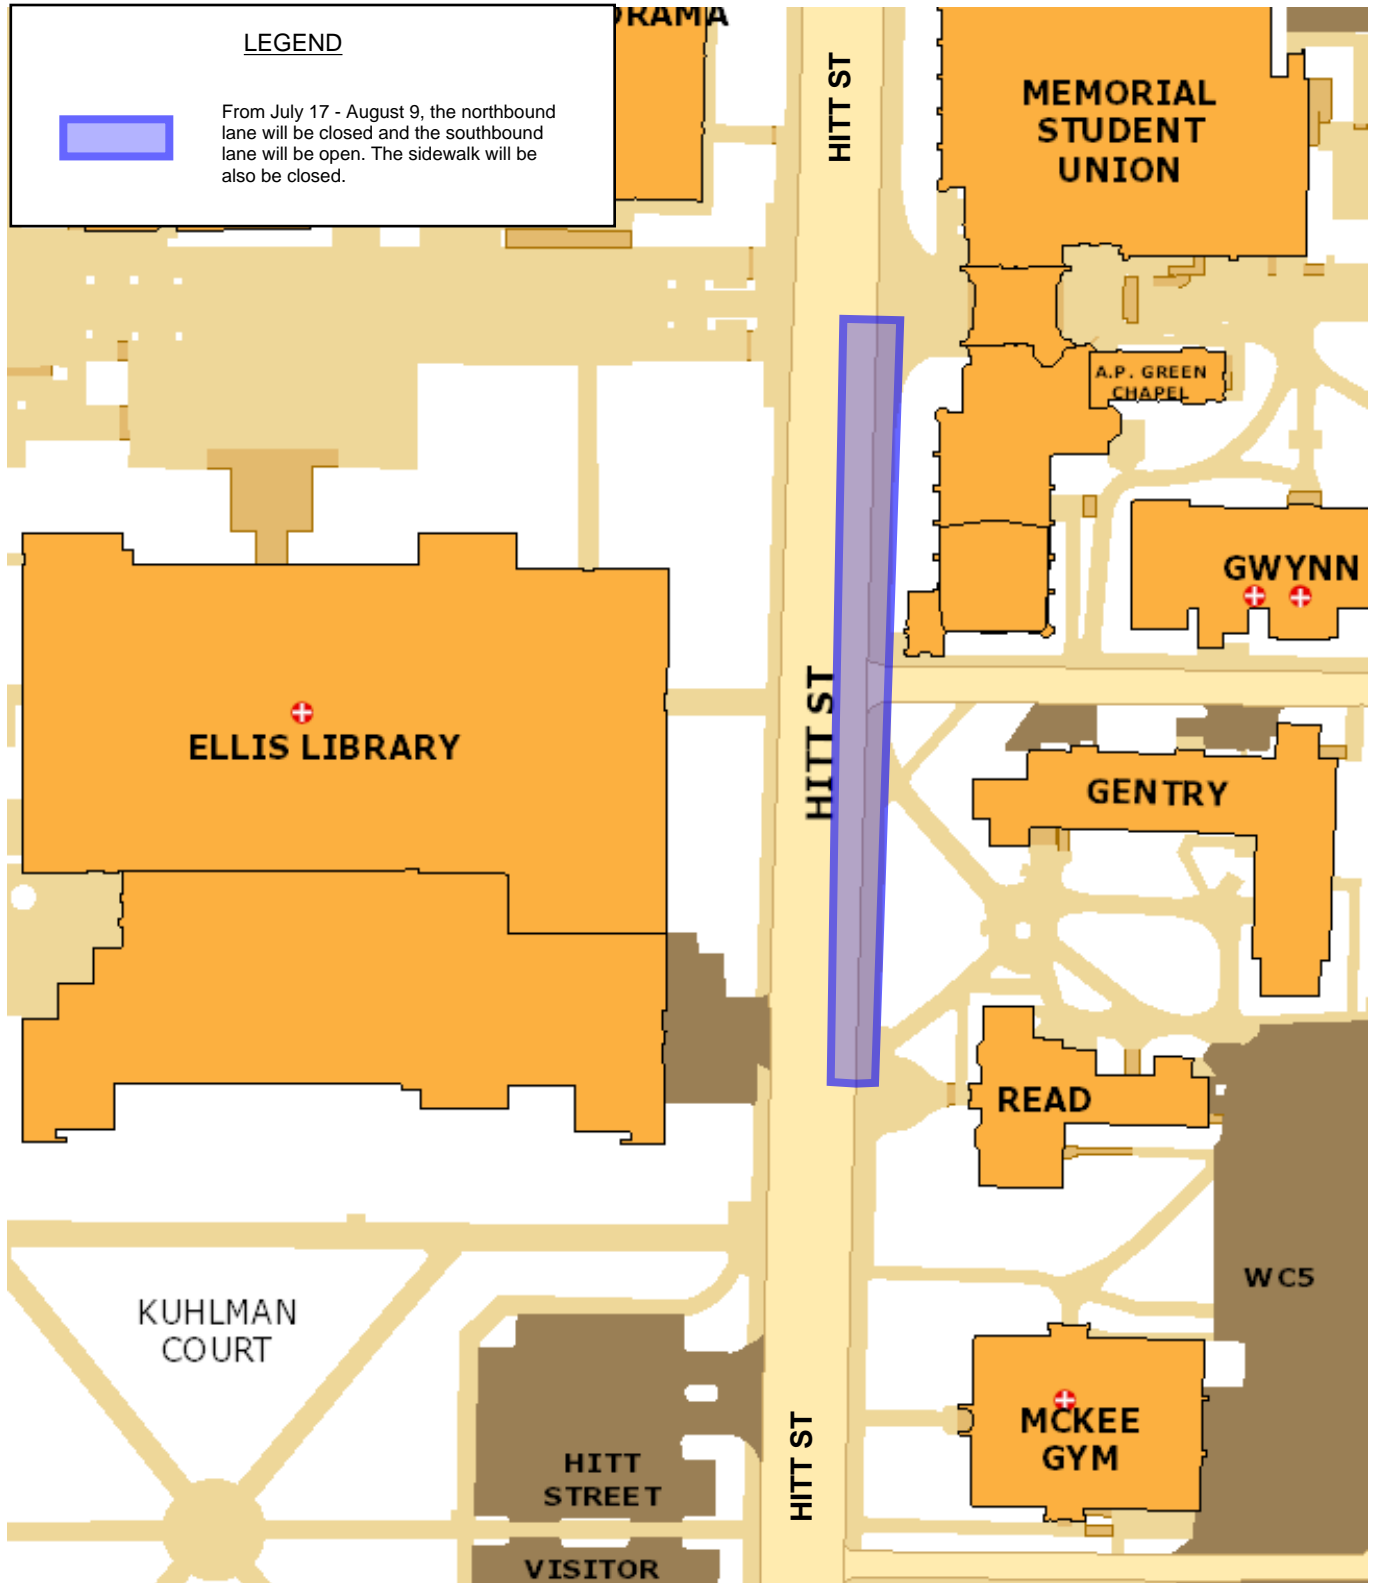 LEGEND
From July 17 - August 9, the northbound
lane will be closed and the southbound
lane will be open. The sidewalk will be
also be closed.
DRAMA
HITT ST
MEMORIAL
STUDENT
UNION
A.P. GREEN
CHAPEL
GWYNN
HITT ST
ELLIS LIBRARY
GENTRY
READ
WC5
KUHLMAN
COURT
MCKEE
GYM
HITT ST
HITT
STREET
VISITOR